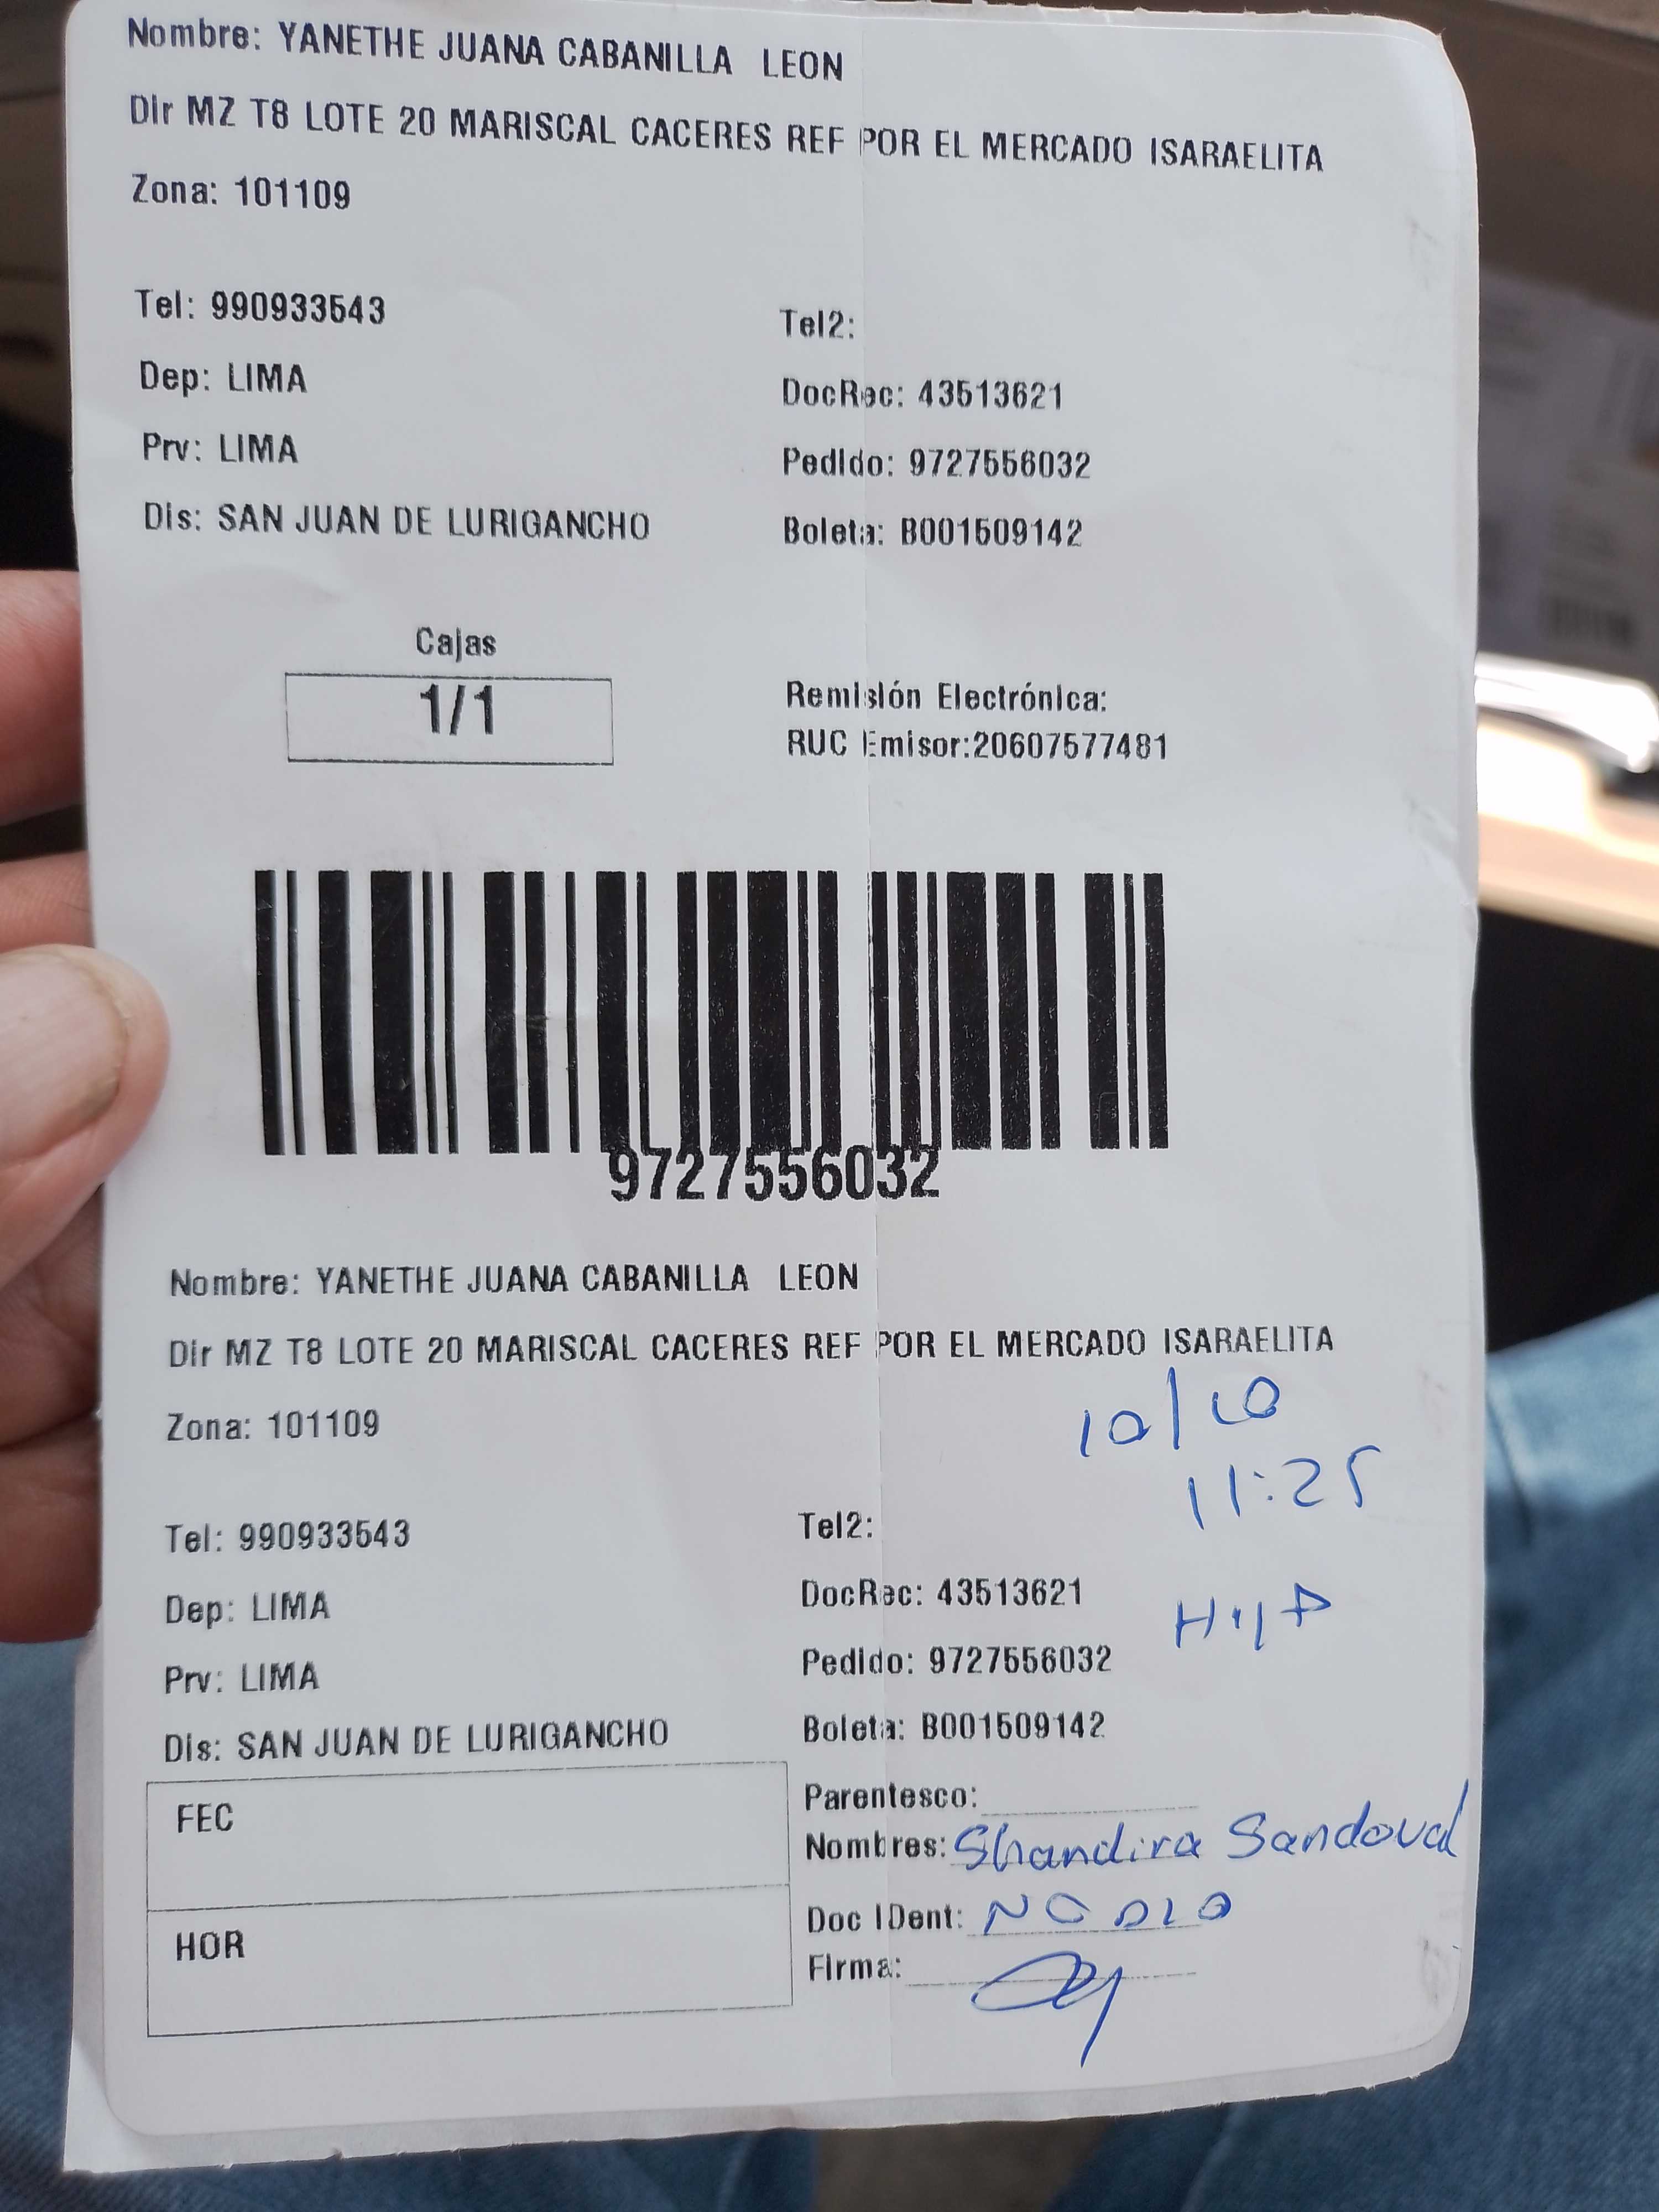 Nombre: YANETHE JUANA CABANILLA LEON
Dir MZ T8 LOTE 20 MARISCAL CACERES REF POR EL MERCADO ISARAELITA
Zona: 101109
Tel: 990933543
Tel2:
Dep: LIMA
DocRec: 43513621
Prv: LIMA
Pedido: 9727556032
Dis: SAN JUAN DE LURIGANCHO
Boleta: B001509142
Cajas
1/1
Remisión Electrónica:
RUC Emisor:20607577481
9727556032
Nombre: YANETHE JUANA CABANILLA LEON
Dir MZ T8 LOTE 20 MARISCAL CACERES REF POR EL MERCADO ISARAELITA
10/10
Zona: 101109
11:25
Tel: 990933543
Tel2:
Dep: LIMA
DocRec: 43513621
Prv: LIMA
Pedido: 9727556032
Dis: SAN JUAN DE LURIGANCHO
Boleta: B001509142
FEC
Parentesco:
Nombres: Shandira Sandoval
HOR
Doc IDent: NO DIO
Firma: